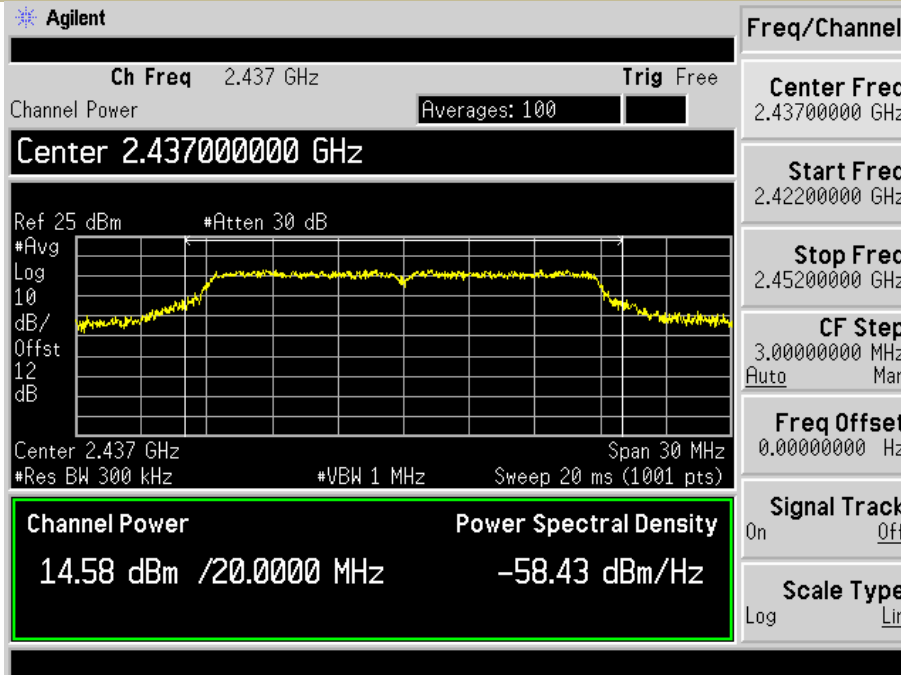 Agilent
Freq/Channel
Ch Freq 2.437 GHz Trig Free
Channel Power Averages: 100
Center 2.437000000 GHz
Ref 25 dBm #Atten 30 dB
#Avg
Log
10
dB/
Offst
12
dB
Center 2.437 GHz Span 30 MHz
#Res BW 300 kHz #VBW 1 MHz Sweep 20 ms (1001 pts)
Channel Power Power Spectral Density
14.58 dBm /20.0000 MHz -58.43 dBm/Hz
Center Freq
2.43700000 GHz
Start Freq
2.42200000 GHz
Stop Freq
2.45200000 GHz
CF Step
3.00000000 MHz
Auto Man
Freq Offset
0.00000000 Hz
Signal Track
On Off
Scale Type
Log Lin